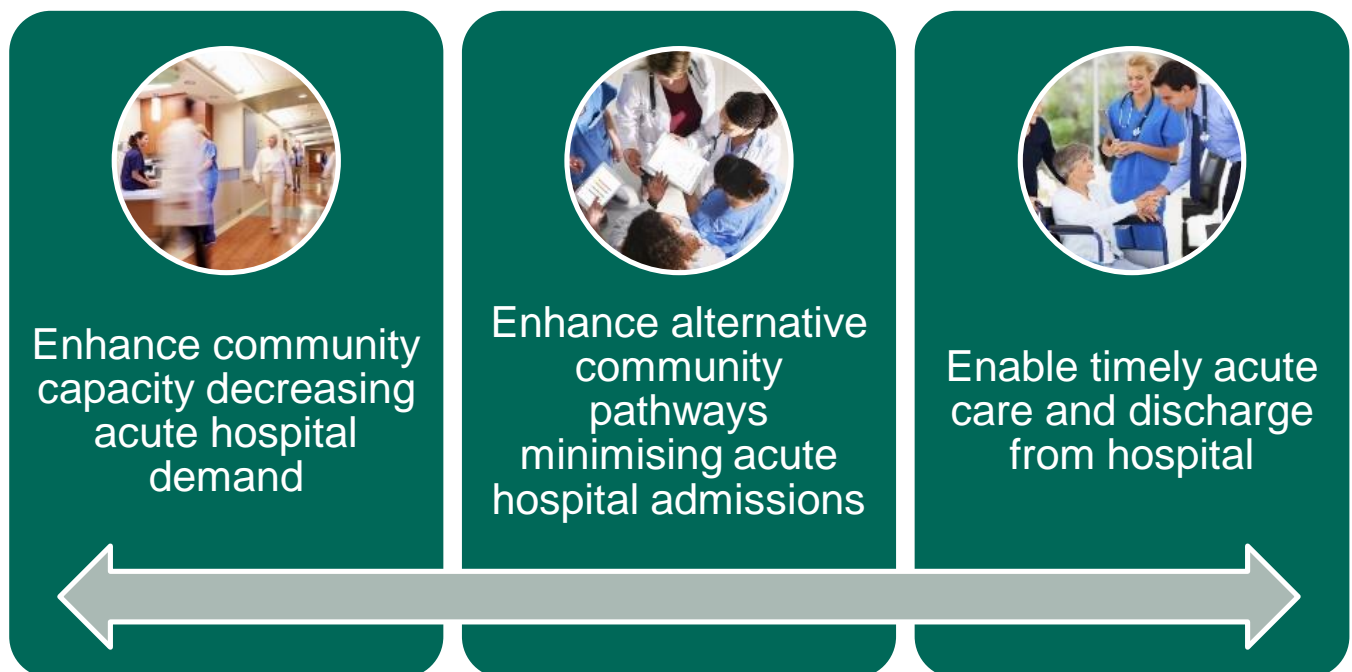 Enhance community
capacity decreasing
acute hospital
demand
Enhance alternative
community
pathways
minimising acute
hospital admissions
Enable timely acute
care and discharge
from hospital